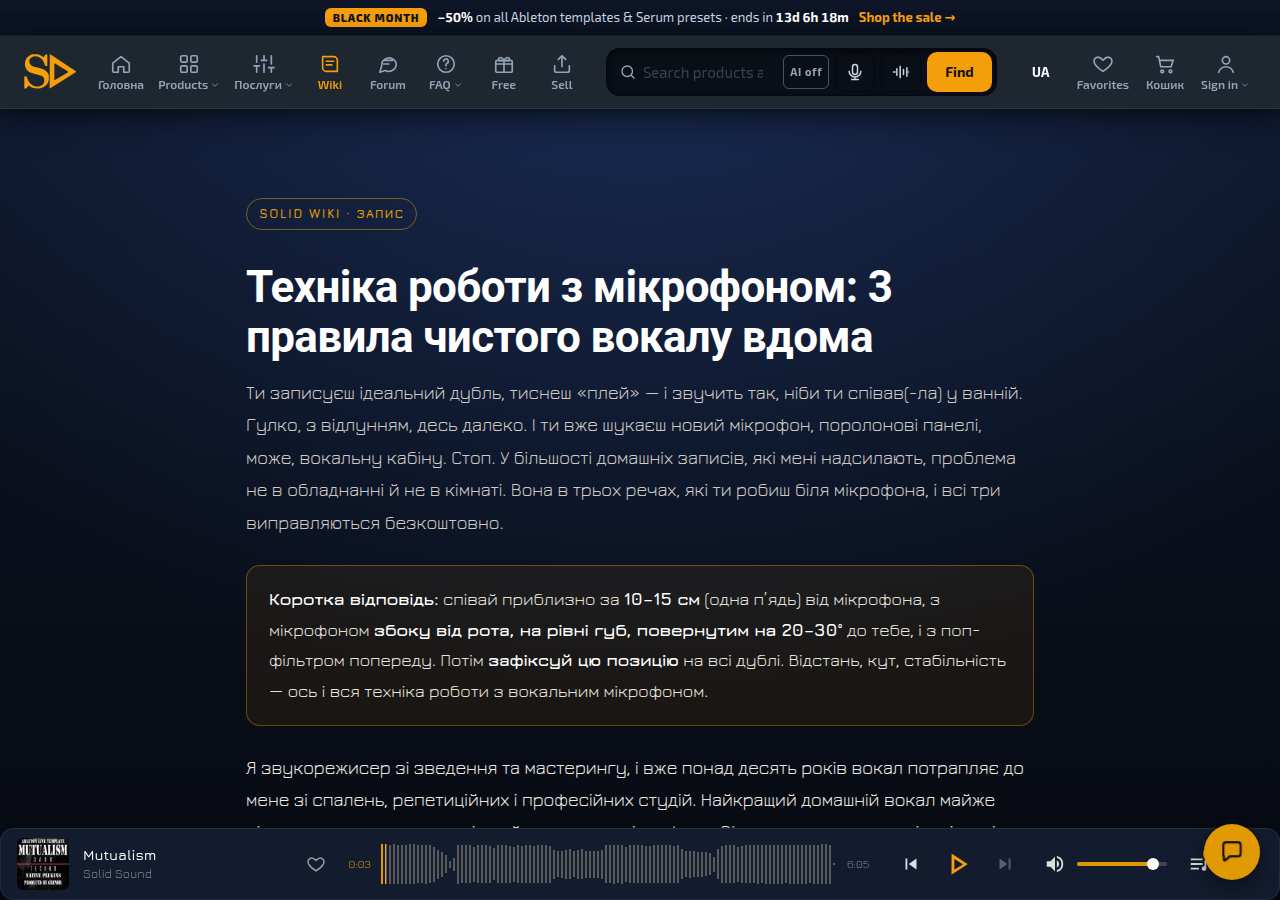 BLACK MONTH −50% on all Ableton templates & Serum presets · ends in 13d 6h 18m Shop the sale →
Головна Products Послуги Wiki Forum FAQ Free Sell Search products a AI off Find UA Favorites Кошик Sign in
SOLID WIKI · ЗАПИС
Техніка роботи з мікрофоном: 3
правила чистого вокалу вдома
Ти записуєш ідеальний дубль, тиснеш «плей» — і звучить так, ніби ти співав(-ла) у ванній.
Гулко, з відлунням, десь далеко. І ти вже шукаєш новий мікрофон, поролонові панелі,
може, вокальну кабіну. Стоп. У більшості домашніх записів, які мені надсилають, проблема
не в обладнанні й не в кімнаті. Вона в трьох речах, які ти робиш біля мікрофона, і всі три
виправляються безкоштовно.
Коротка відповідь: співай приблизно за 10–15 см (одна п'ядь) від мікрофона, з
мікрофоном збоку від рота, на рівні губ, повернутим на 20–30° до тебе, і з поп-
фільтром попереду. Потім зафіксуй цю позицію на всі дублі. Відстань, кут, стабільність
— ось і вся техніка роботи з вокальним мікрофоном.
Я звукорежисер зі зведення та мастерингу, і вже понад десять років вокал потрапляє до
мене зі спалень, репетиційних і професійних студій. Найкращий домашній вокал майже
MUTUALISM
Mutualism
Solid Sound
0:03
6:05